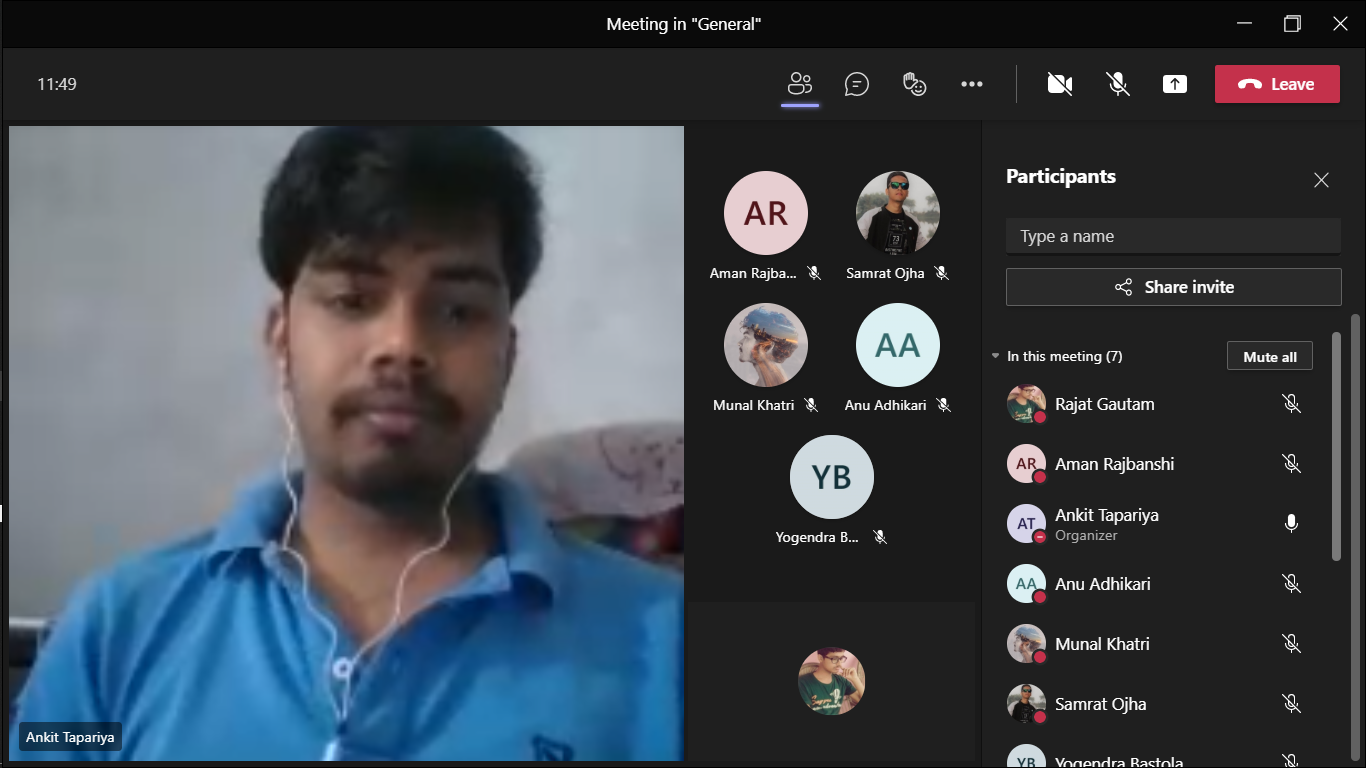 Meeting in "General"
11:49
Leave
AR
Aman Rajba...
Samrat Ojha
Munal Khatri
AA
Anu Adhikari
YB
Yogendra B...
Ankit Tapariya
Participants
Type a name
Share invite
In this meeting (7)
Mute all
Rajat Gautam
AR
Aman Rajbanshi
AT
Ankit Tapariya
Organizer
AA
Anu Adhikari
Munal Khatri
Samrat Ojha
YB
Yogendra Bastola